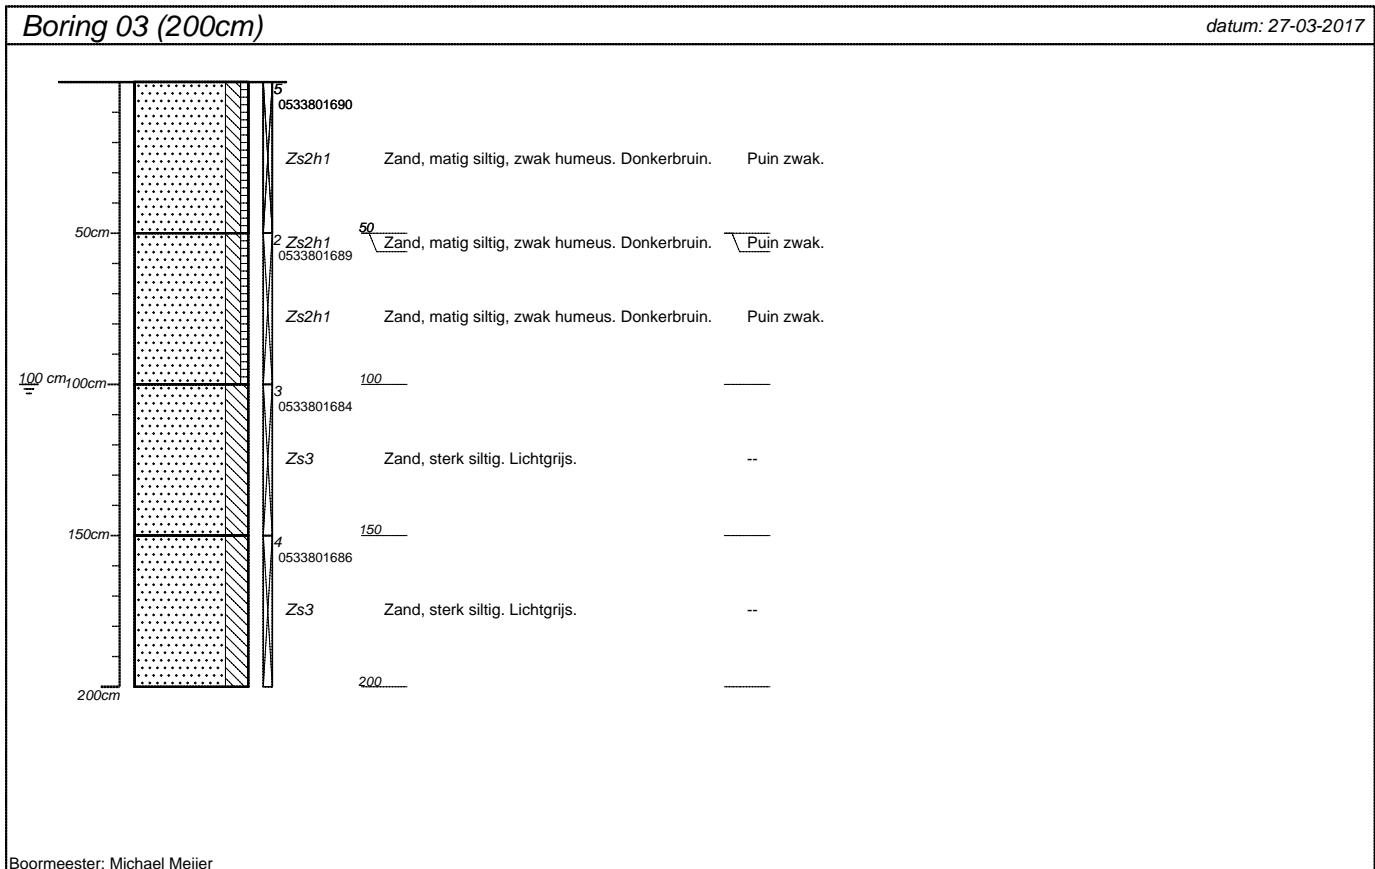 Boring 03 (200cm) datum: 27-03-2017
5
0533801690
Zs2h1 Zand, matig siltig, zwak humeus. Donkerbruin. Puin zwak.
50cm 50
2 Zs2h1 Zand, matig siltig, zwak humeus. Donkerbruin. Puin zwak.
0533801689
Zs2h1 Zand, matig siltig, zwak humeus. Donkerbruin. Puin zwak.
100 cm 100cm 100
3
0533801684
Zs3 Zand, sterk siltig. Lichtgrijs. --
150cm 150
4
0533801686
Zs3 Zand, sterk siltig. Lichtgrijs. --
200cm 200
Boormeester: Michael Meijer